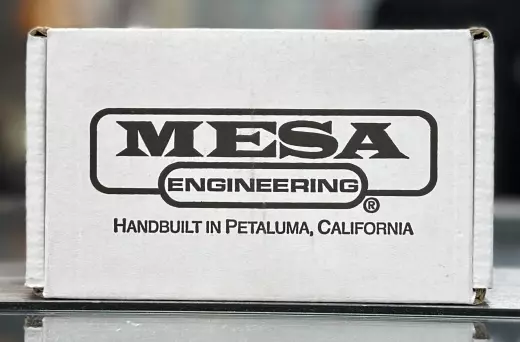 MESA
ENGINEERING
®
HANDBUILT IN PETALUMA, CALIFORNIA